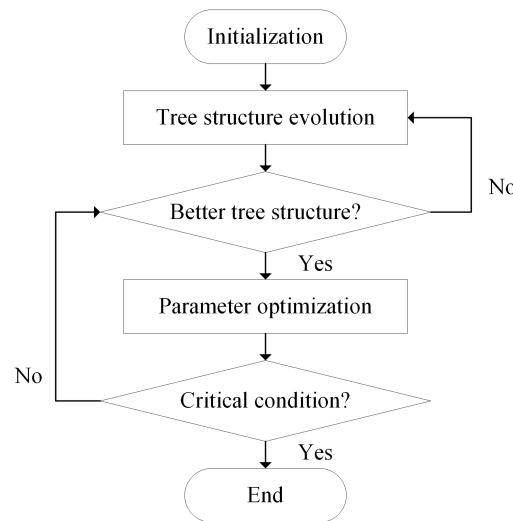 Initialization
Tree structure evolution
No
Better tree structure?
Yes
Parameter optimization
No
Critical condition?
Yes
End